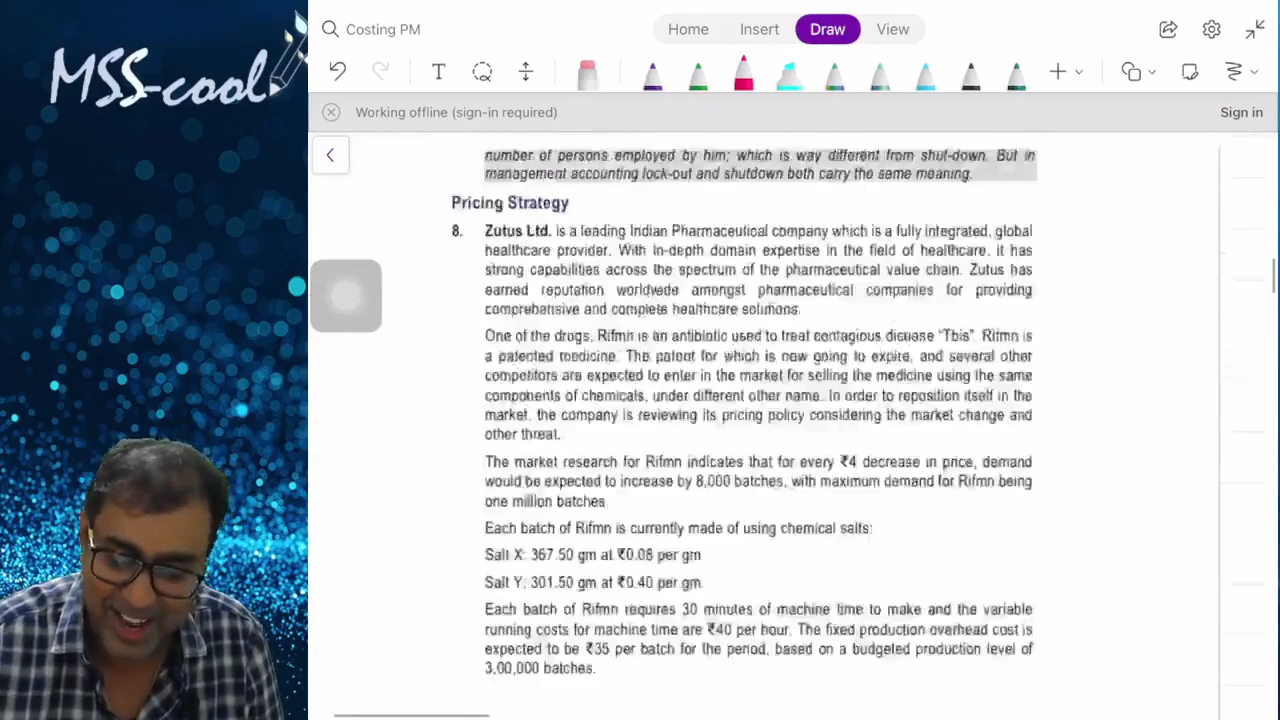 MSS-cool
Costing PM
Home
Insert
Draw
View
T
Working offline (sign-in required)
Sign in
number of persons employed by him; which is way different from shut-down. But in
management accounting lock-out and shutdown both carry the same meaning.
Pricing Strategy
8. Zutus Ltd. is a leading Indian Pharmaceutical company which is a fully integrated, global
healthcare provider. With in-depth domain expertise in the field of healthcare, it has
strong capabilities across the spectrum of the pharmaceutical value chain. Zutus has
earned reputation worldwide amongst pharmaceutical companies for providing
comprehensive and complete healthcare solutions.
One of the drugs, Rifmn is an antibiotic used to treat contagious disease "Tbis" Rifmn is
a patented medicine. The patent for which is now going to expire, and several other
competitors are expected to enter in the market for selling the medicine using the same
components of chemicals, under different other name. In order to reposition itself in the
market, the company is reviewing its pricing policy considering the market change and
other threat.
The market research for Rifmn indicates that for every ₹4 decrease in price, demand
would be expected to increase by 8,000 batches, with maximum demand for Rifmn being
one million batches.
Each batch of Rifmn is currently made of using chemical salts:
Salt X: 367.50 gm at ₹0.08 per gm
Salt Y: 301.50 gm at ₹0.40 per gm
Each batch of Rifmn requires 30 minutes of machine time to make and the variable
running costs for machine time are ₹40 per hour. The fixed production overhead cost is
expected to be ₹35 per batch for the period, based on a budgeted production level of
3,00,000 batches.